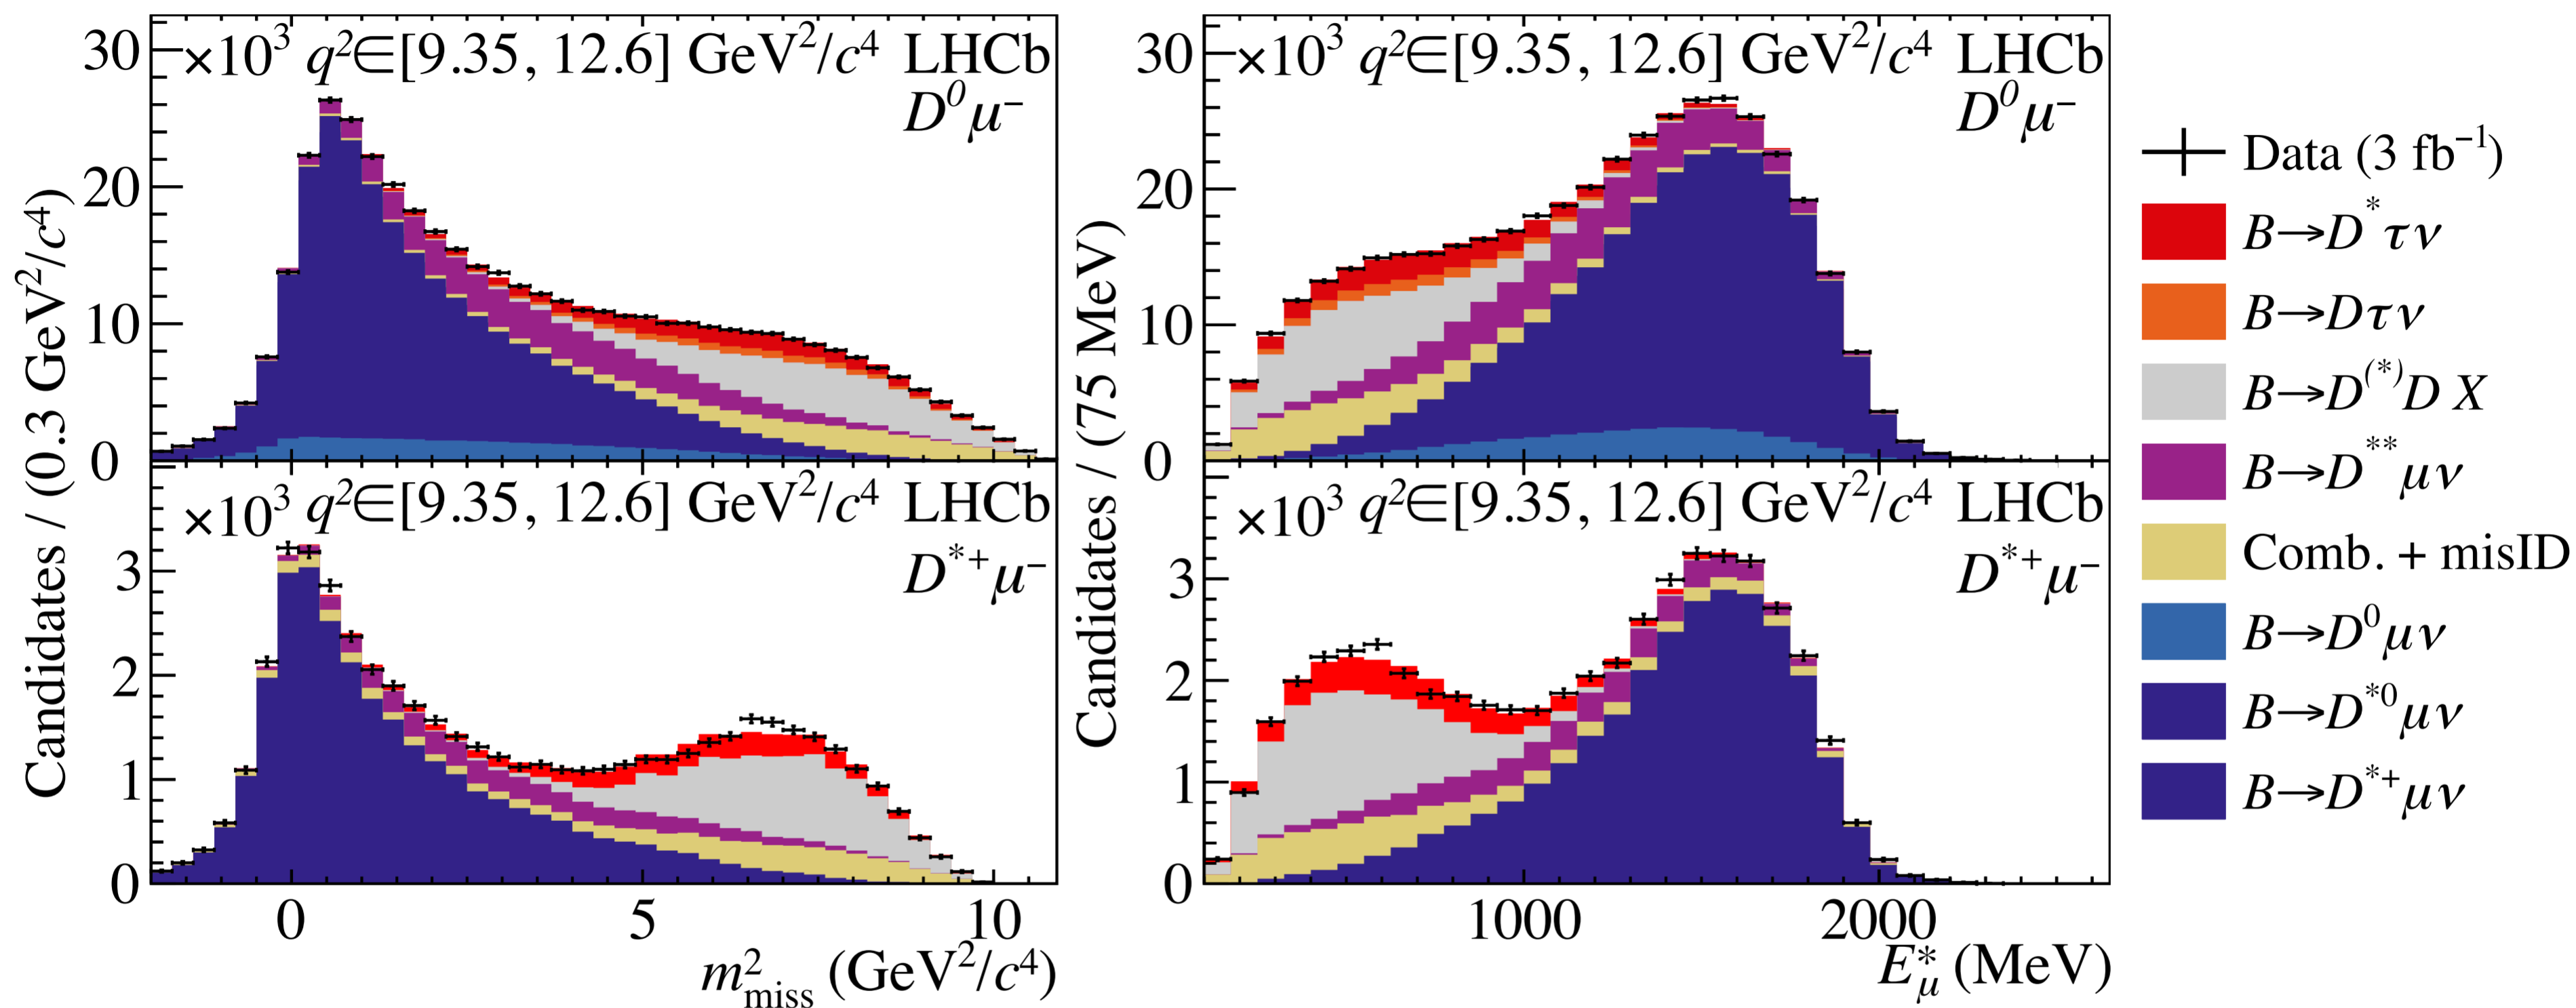 Candidates / (0.3 GeV²/c⁴)
30
20
10
0
×10³ q²∈[9.35, 12.6] GeV²/c⁴ LHCb
D⁰μ⁻
3
2
1
0
×10³ q²∈[9.35, 12.6] GeV²/c⁴ LHCb
D*⁺μ⁻
0 5 10
m²miss (GeV²/c⁴)
Candidates / (75 MeV)
30
20
10
0
×10³ q²∈[9.35, 12.6] GeV²/c⁴ LHCb
D⁰μ⁻
3
2
1
0
×10³ q²∈[9.35, 12.6] GeV²/c⁴ LHCb
D*⁺μ⁻
1000 2000
E*μ (MeV)
Data (3 fb⁻¹)
B→D*τν
B→Dτν
B→D⁽*⁾D X
B→D**μν
Comb. + misID
B→D⁰μν
B→D*⁰μν
B→D*⁺μν